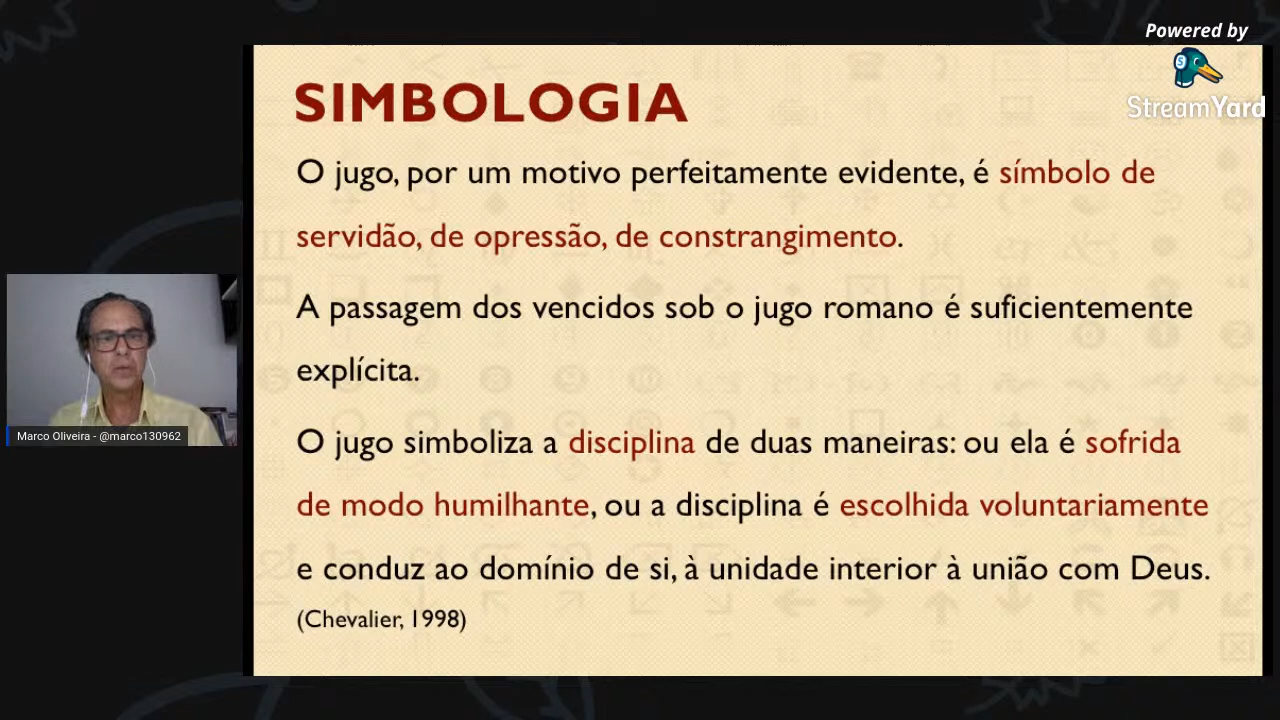 Powered by
StreamYard
SIMBOLOGIA
O jugo, por um motivo perfeitamente evidente, é símbolo de
servidão, de opressão, de constrangimento.
A passagem dos vencidos sob o jugo romano é suficientemente
explícita.
O jugo simboliza a disciplina de duas maneiras: ou ela é sofrida
de modo humilhante, ou a disciplina é escolhida voluntariamente
e conduz ao domínio de si, à unidade interior à união com Deus.
(Chevalier, 1998)
Marco Oliveira - @marco130962